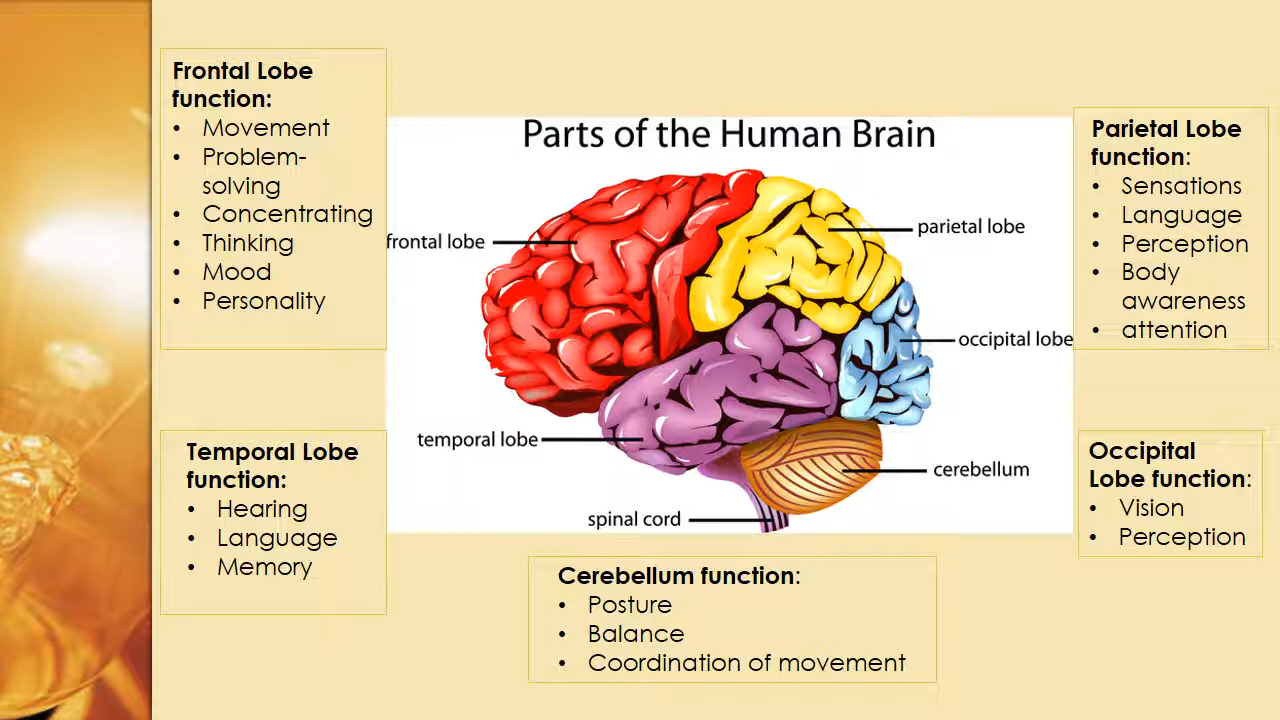 Frontal Lobe
function:
• Movement
• Problem-
solving
• Concentrating
• Thinking
• Mood
• Personality
Temporal Lobe
function:
• Hearing
• Language
• Memory
Parts of the Human Brain
frontal lobe
parietal lobe
occipital lobe
temporal lobe
cerebellum
spinal cord
Cerebellum function:
• Posture
• Balance
• Coordination of movement
Parietal Lobe
function:
• Sensations
• Language
• Perception
• Body
awareness
• attention
Occipital
Lobe function:
• Vision
• Perception